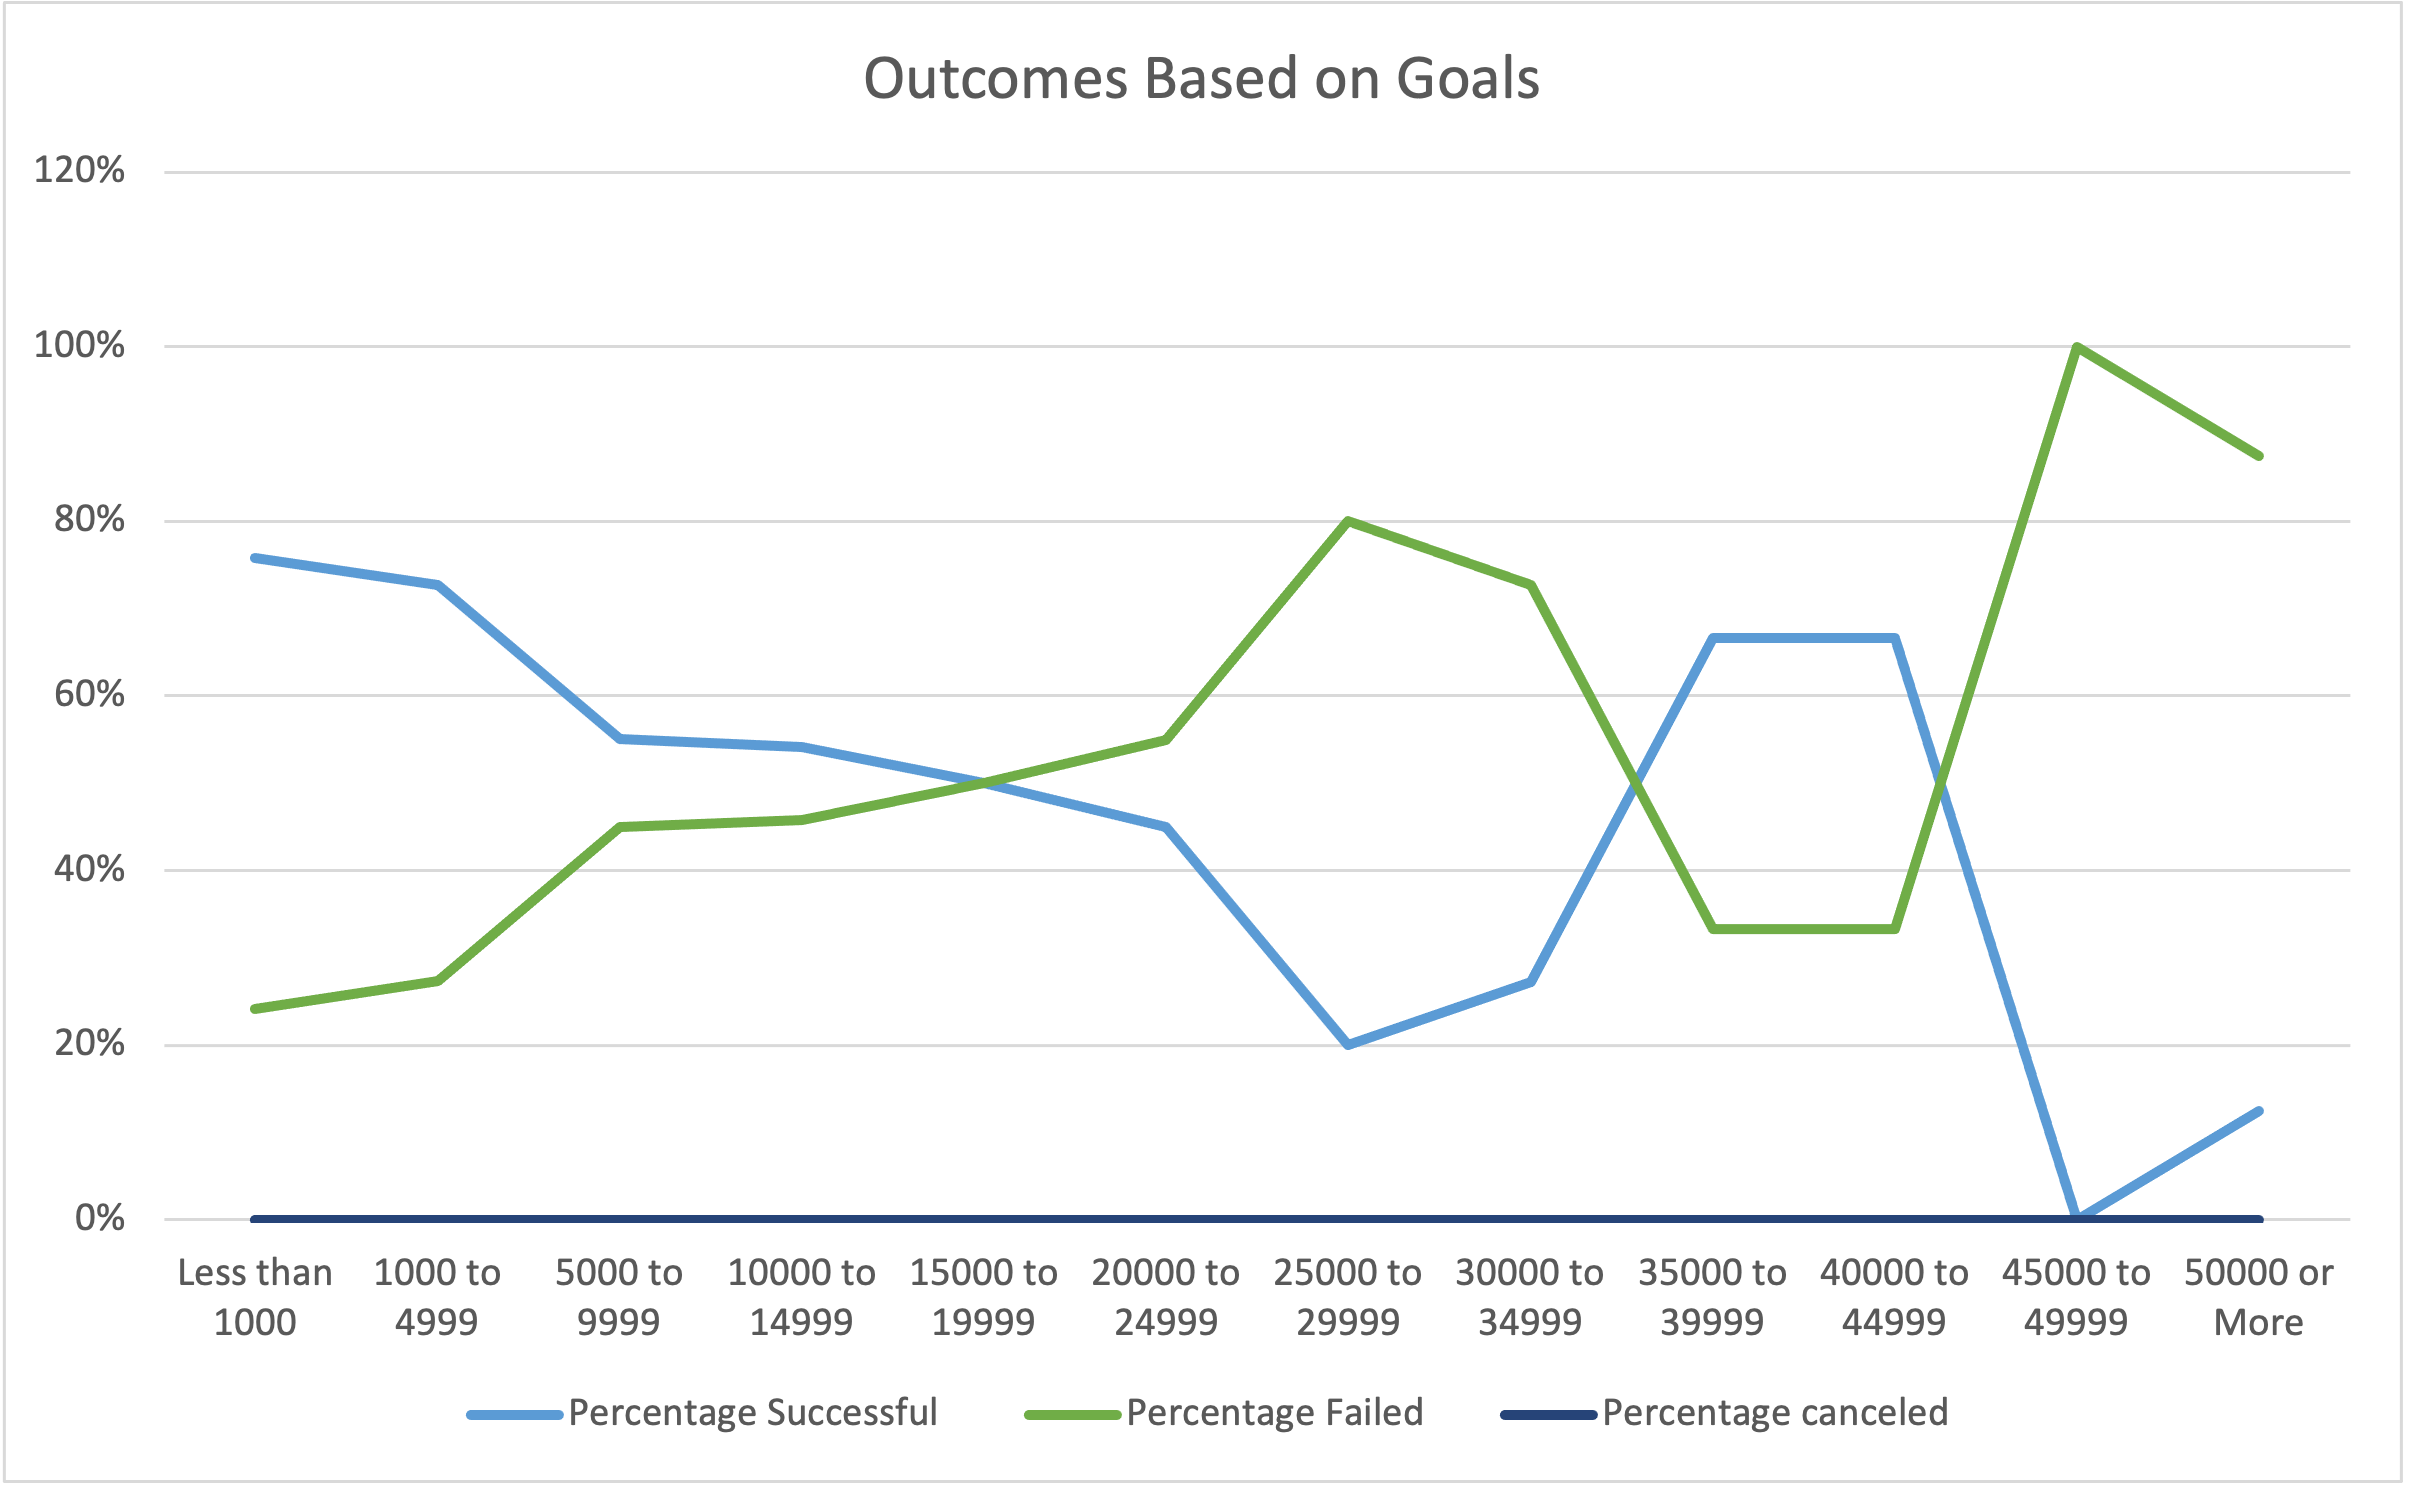 Outcomes Based on Goals
120%
100%
80%
60%
40%
20%
0%
Less than 1000
1000 to 4999
5000 to 9999
10000 to 14999
15000 to 19999
20000 to 24999
25000 to 29999
30000 to 34999
35000 to 39999
40000 to 44999
45000 to 49999
50000 or More
Percentage Successful
Percentage Failed
Percentage canceled